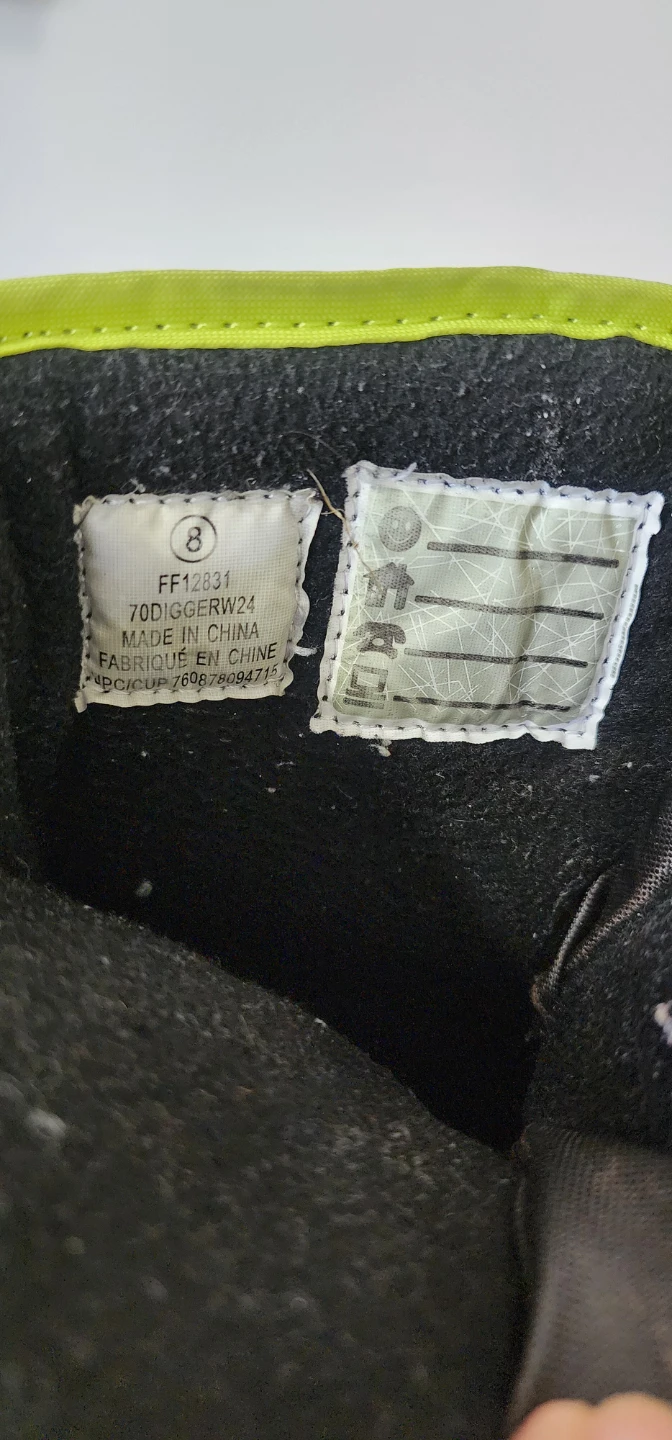 8
FF12831
70DIGGERW24
MADE IN CHINA
FABRIQUÉ EN CHINE
UPC/CUP 760878094715